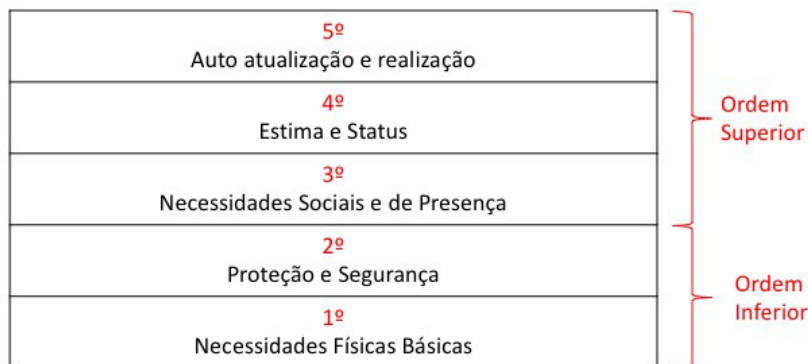 5º
Auto atualização e realização
4º
Estima e Status
3º
Necessidades Sociais e de Presença
2º
Proteção e Segurança
1º
Necessidades Físicas Básicas
Ordem
Superior
Ordem
Inferior